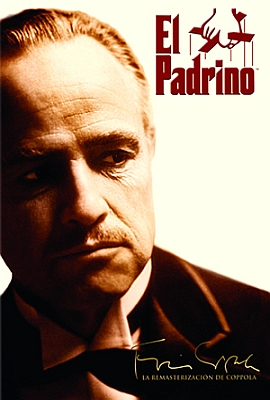 El
Padrino
LA REMASTERIZACIÓN DE COPPOLA